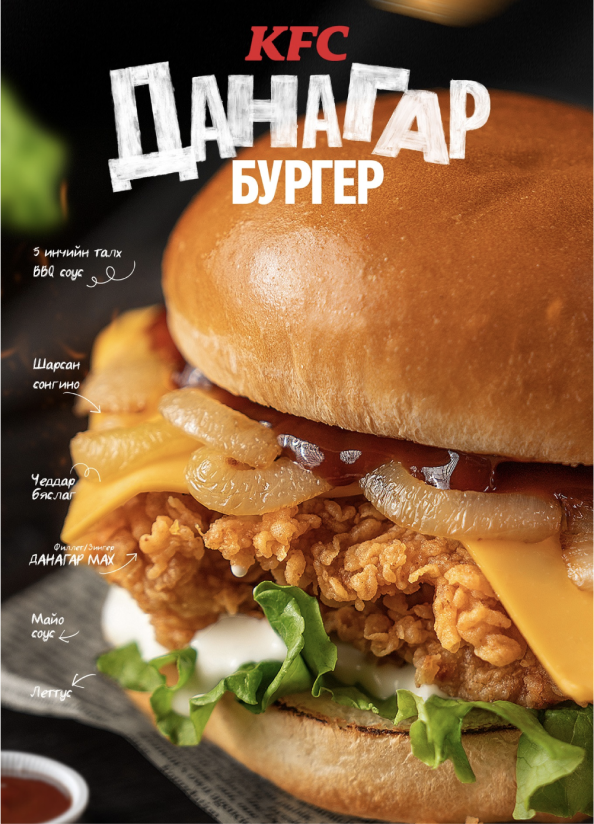 KFC
ДАНАГАР
БУРГЕР
5 инчийн талх
BBQ соус
Шарсан
сонгино
Чеддар
бяслаг
Филлет/Зингер
ДАНАГАР МАХ
Майо
соус
Леттус